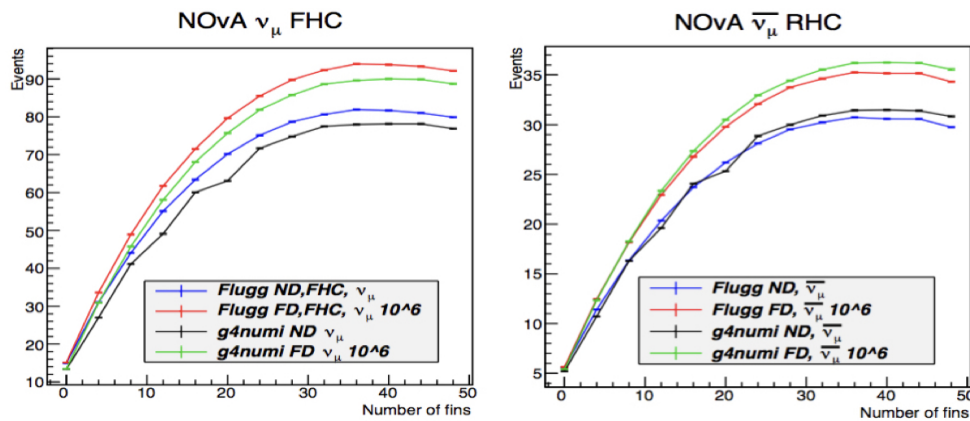 NOvA ν_μ FHC
Events
90
80
70
60
50
40
30
20
10
0
10
20
30
40
50
Number of fins
Flugg ND,FHC, ν_μ
Flugg FD,FHC, ν_μ 10^6
g4numi ND ν_μ
g4numi FD ν_μ 10^6
NOvA ν̅_μ RHC
Events
35
30
25
20
15
10
5
0
10
20
30
40
50
Number of fins
Flugg ND, ν̅_μ
Flugg FD, ν̅_μ 10^6
g4numi ND, ν̅_μ
g4numi FD, ν̅_μ 10^6